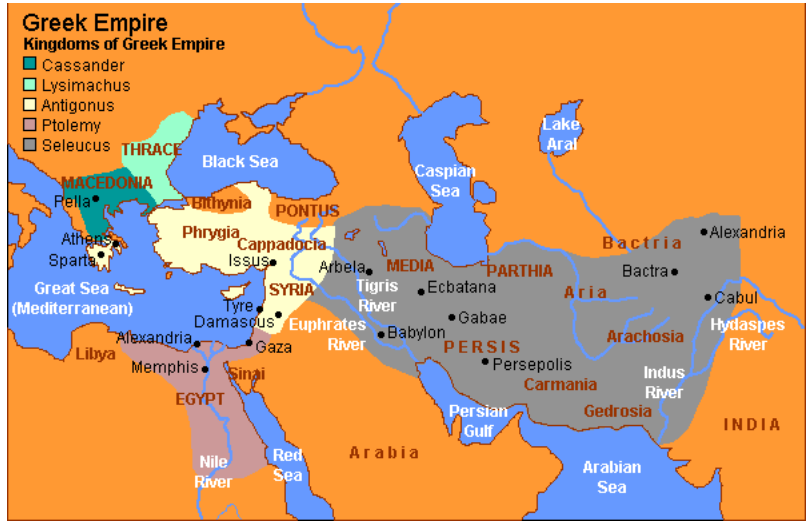 Greek Empire
Kingdoms of Greek Empire
Cassander
Lysimachus
Antigonus
Ptolemy
Seleucus
THRACE
MACEDONIA
Pella
Athens
Sparta
Great Sea
(Mediterranean)
Black Sea
Bithynia
PONTUS
Phrygia
Cappadocia
Issus
SYRIA
Tyre
Damascus
Gaza
Alexandria
Libya
Memphis
Sinai
EGYPT
Nile
River
Red
Sea
Arabia
Caspian
Sea
Lake
Aral
Arbela
MEDIA
Tigris
River
Ecbatana
Euphrates
River
Babylon
Gabae
PERSIS
Persepolis
PARTHIA
Bactria
Alexandria
Bactra
Aria
Cabul
Hydaspes
River
Arachosia
Indus
River
Carmania
Gedrosia
Persian
Gulf
Arabian
Sea
INDIA